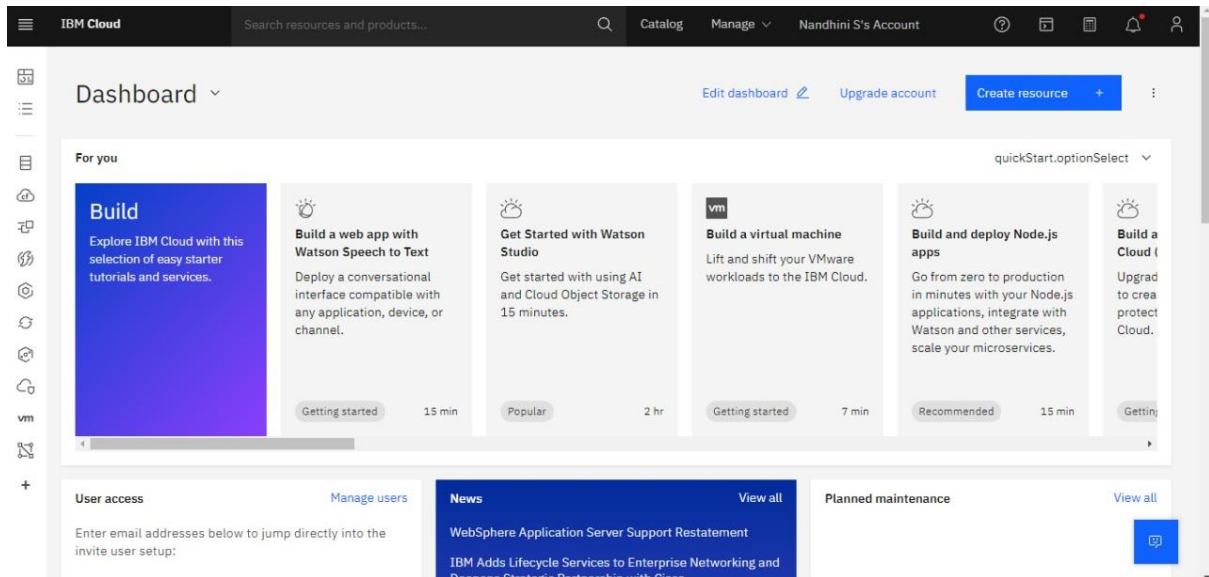 IBM Cloud
Search resources and products...
Catalog
Manage
Nandhini S's Account
Dashboard
Edit dashboard
Upgrade account
Create resource +
For you
quickStart.optionSelect
Build
Explore IBM Cloud with this
selection of easy starter
tutorials and services.
Build a web app with
Watson Speech to Text
Deploy a conversational
interface compatible with
any application, device, or
channel.
Getting started
15 min
Get Started with Watson
Studio
Get started with using AI
and Cloud Object Storage in
15 minutes.
Popular
2 hr
vm
Build a virtual machine
Lift and shift your VMware
workloads to the IBM Cloud.
Getting started
7 min
Build and deploy Node.js
apps
Go from zero to production
in minutes with your Node.js
applications, integrate with
Watson and other services,
scale your microservices.
Recommended
15 min
Build a
Cloud (
Upgrad
to crea
protect
Cloud.
Getting
vm
User access
Manage users
Enter email addresses below to jump directly into the
invite user setup:
News
View all
WebSphere Application Server Support Restatement
IBM Adds Lifecycle Services to Enterprise Networking and
Planned maintenance
View all